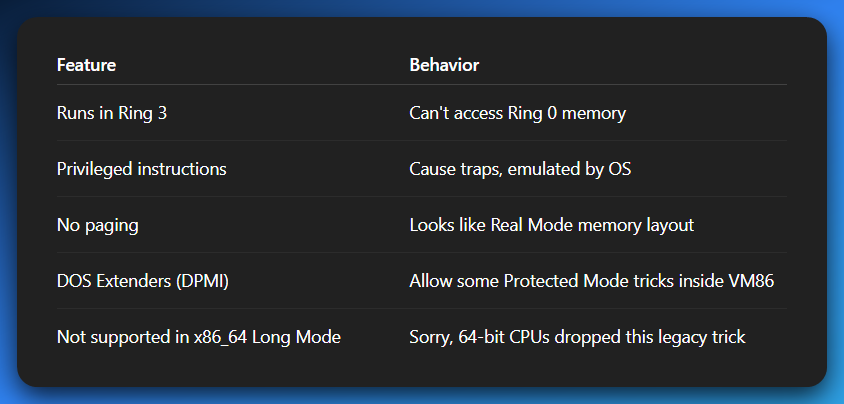 Feature Behavior
Runs in Ring 3 Can't access Ring 0 memory
Privileged instructions Cause traps, emulated by OS
No paging Looks like Real Mode memory layout
DOS Extenders (DPMI) Allow some Protected Mode tricks inside VM86
Not supported in x86_64 Long Mode Sorry, 64-bit CPUs dropped this legacy trick